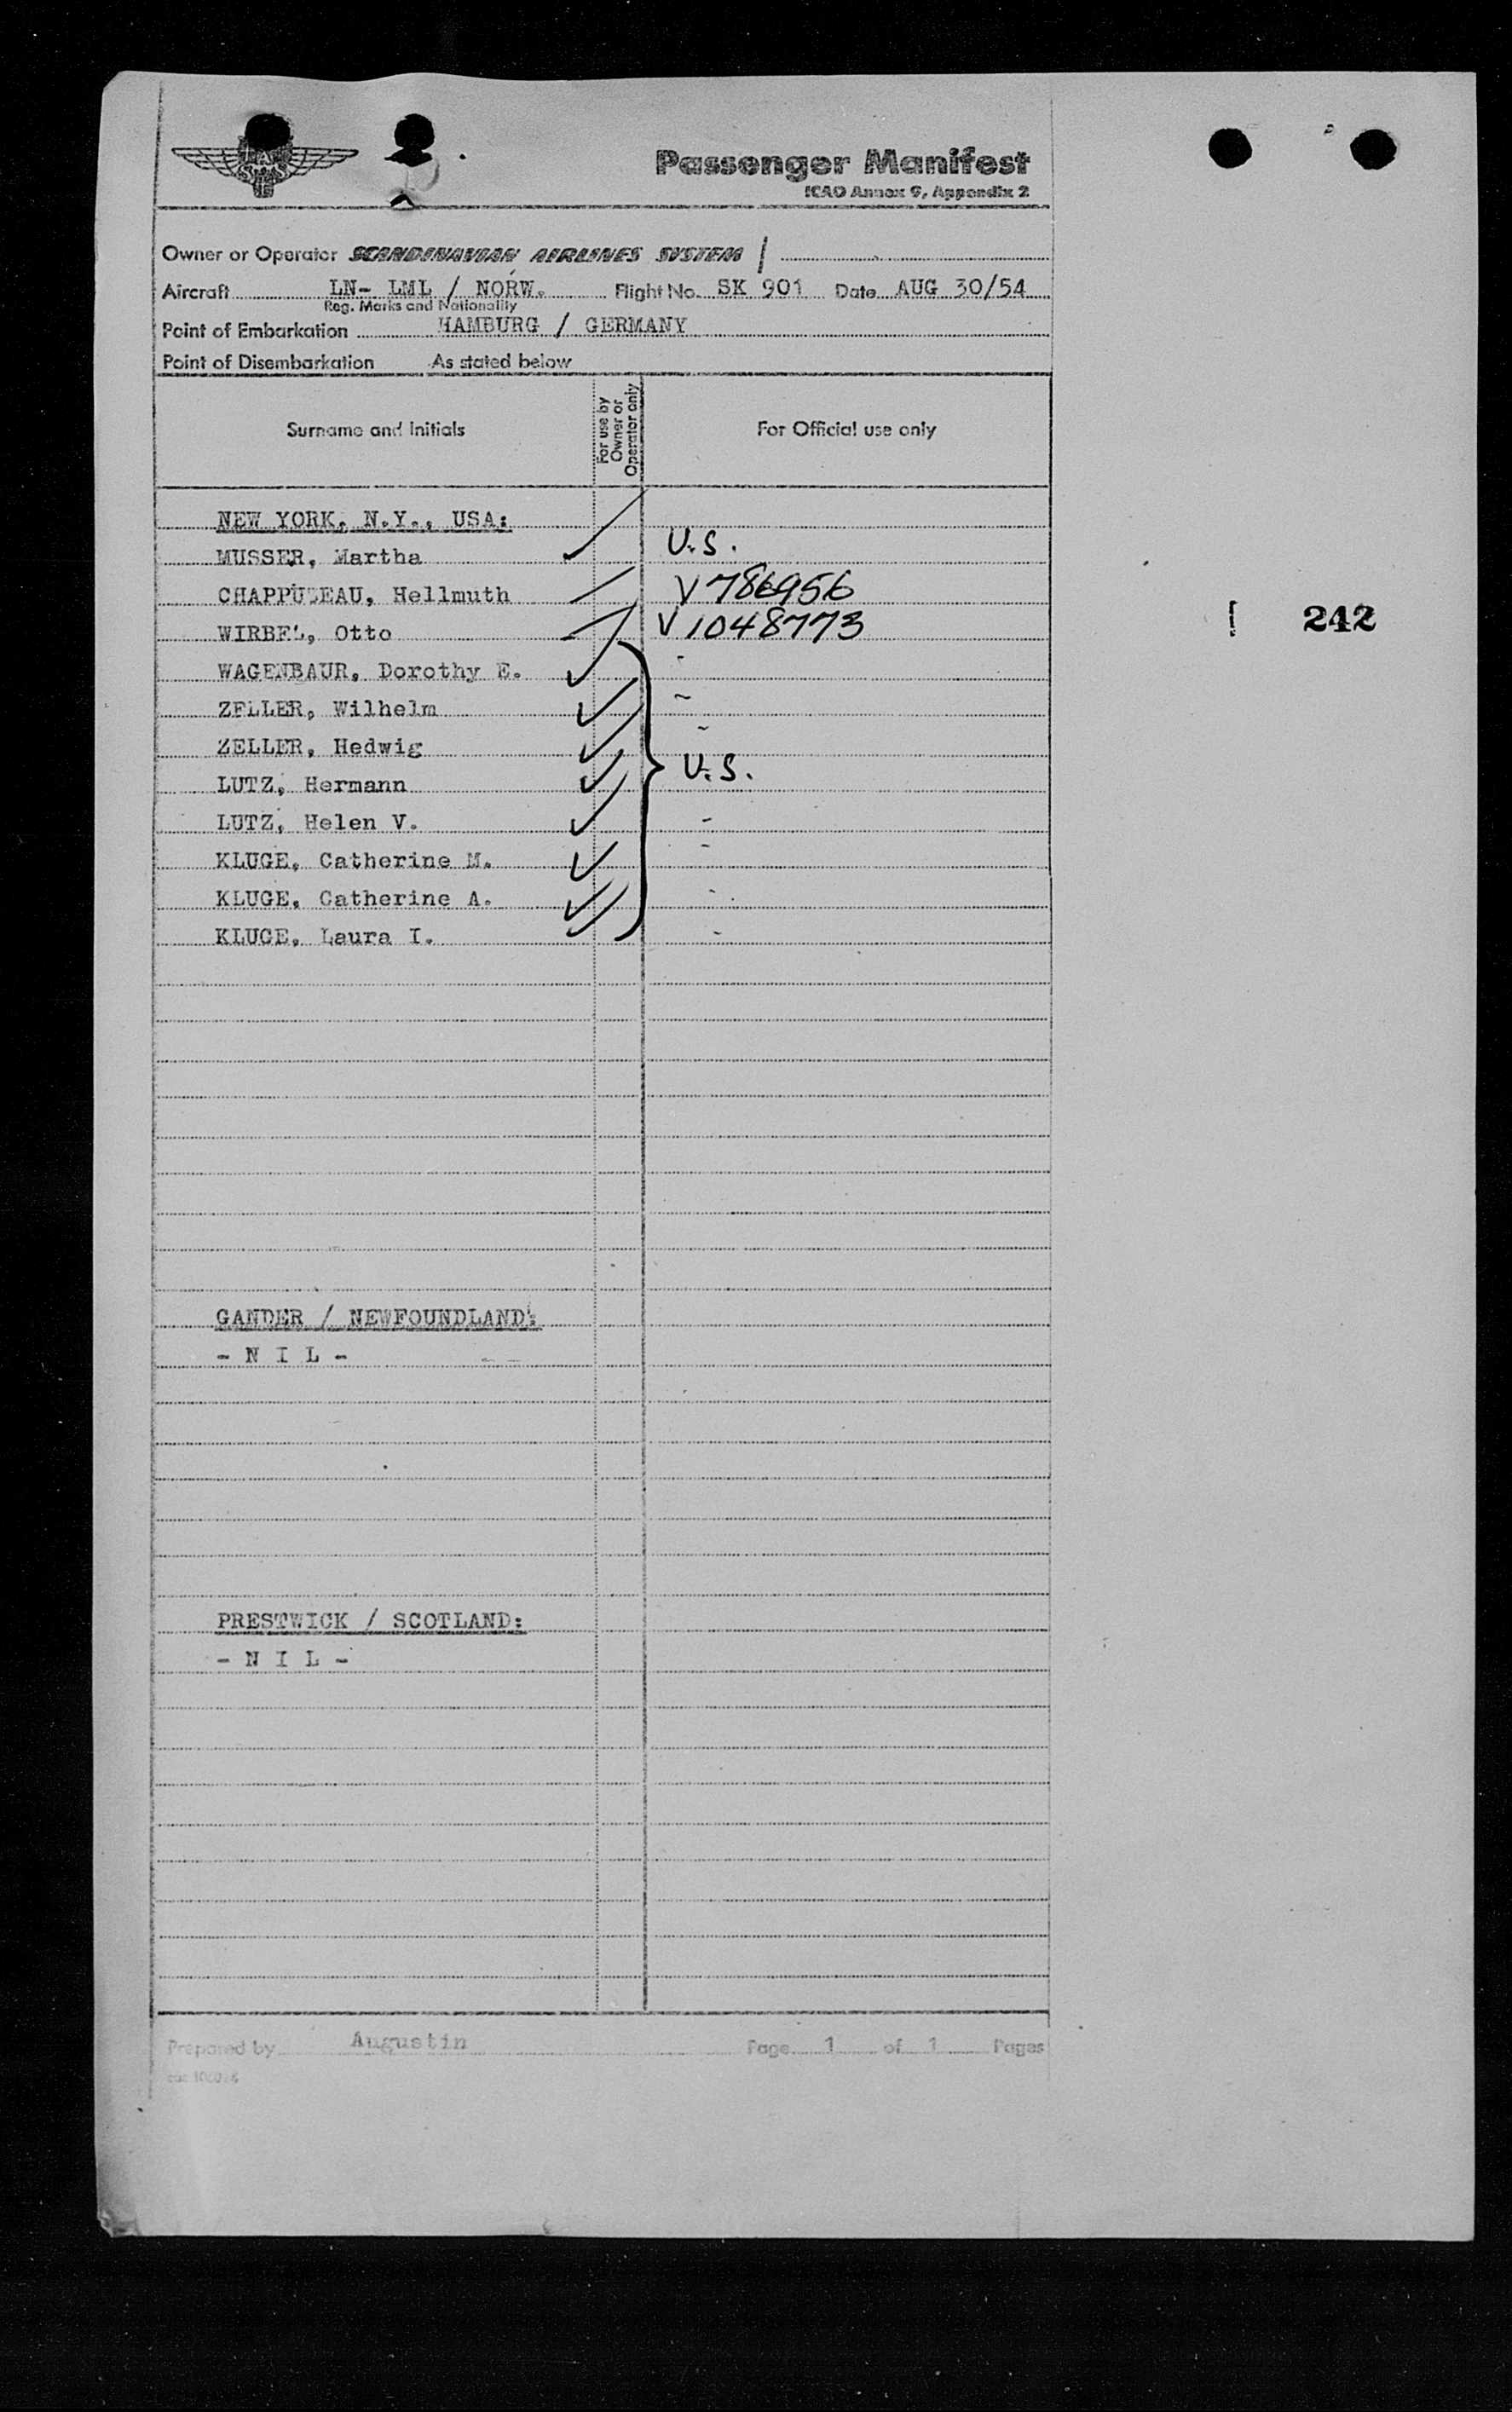 SAS
Passenger Manifest
ICAO Annex 9, Appendix 2
Owner or Operator SCANDINAVIAN AIRLINES SYSTEM
Aircraft LN- LML / NORW. Flight No. SK 901 Date AUG 30/54
Reg. Marks and Nationality
Point of Embarkation HAMBURG / GERMANY
Point of Disembarkation As stated below
Surname and Initials For use by Owner or Operator only For Official use only
NEW YORK, N.Y., USA:
MUSSER, Martha U.S.
CHAPPUZEAU, Hellmuth V786956
WIRBEL, Otto V1048773
242
WAGENBAUR, Dorothy E.
ZELLER, Wilhelm
ZELLER, Hedwig
LUTZ, Hermann U.S.
LUTZ, Helen V.
KLUGE, Catherine M.
KLUGE, Catherine A.
KLUGE, Laura I.
GANDER / NEWFOUNDLAND:
- N I L -
PRESTWICK / SCOTLAND:
- N I L -
Prepared by Augustin Page 1 of 1 Pages